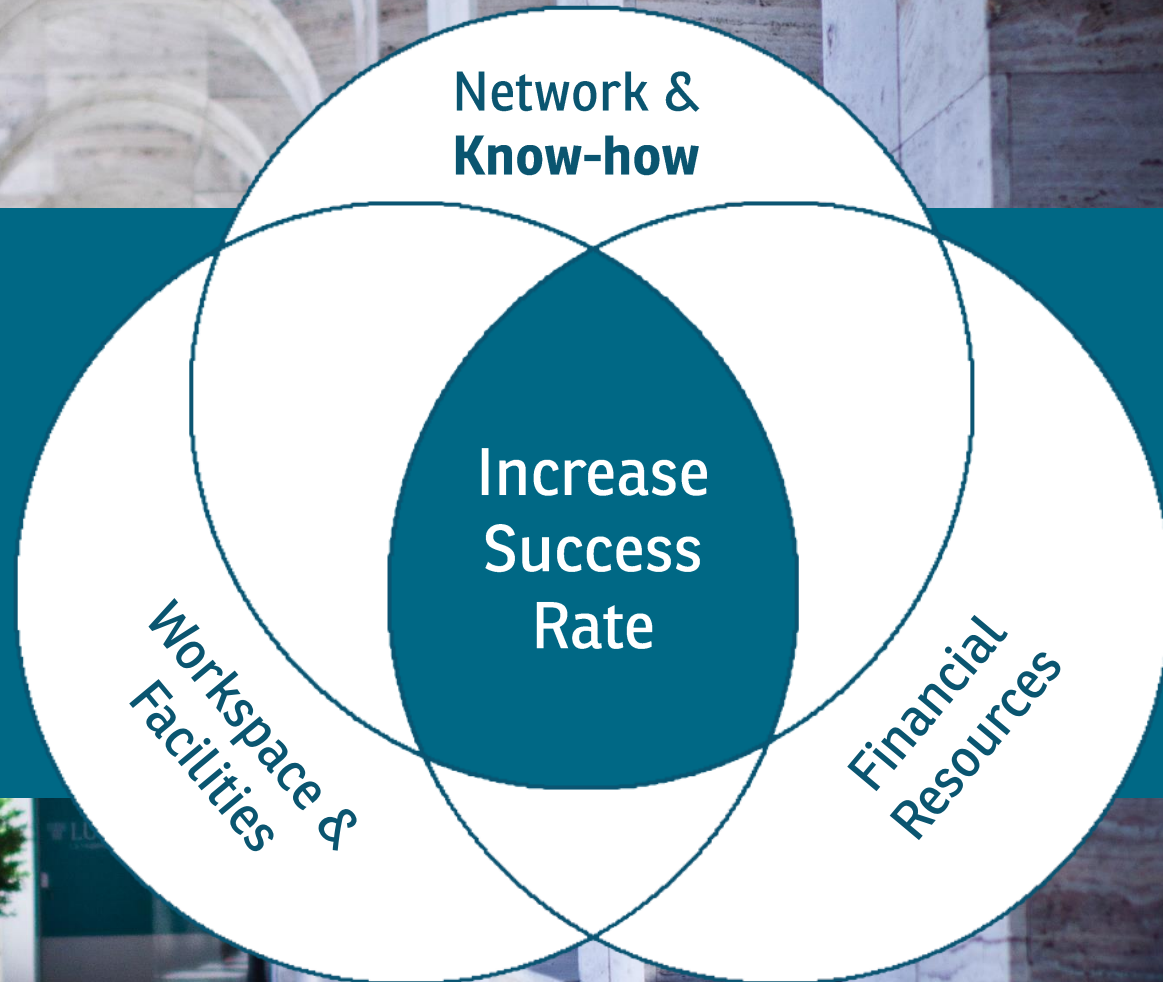 Network &
Know-how
Increase
Success
Rate
Workspace &
Facilities
Financial
Resources